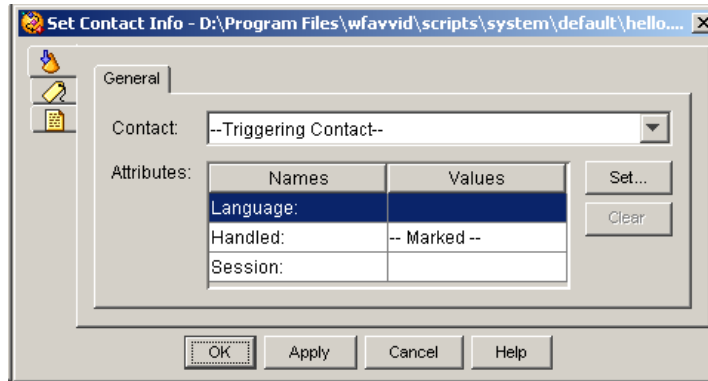 Set Contact Info - D:\Program Files\wfavvid\scripts\system\default\hello....
General
Contact: --Triggering Contact--
Attributes: Names Values Set...
Language: Clear
Handled: -- Marked --
Session:
OK Apply Cancel Help